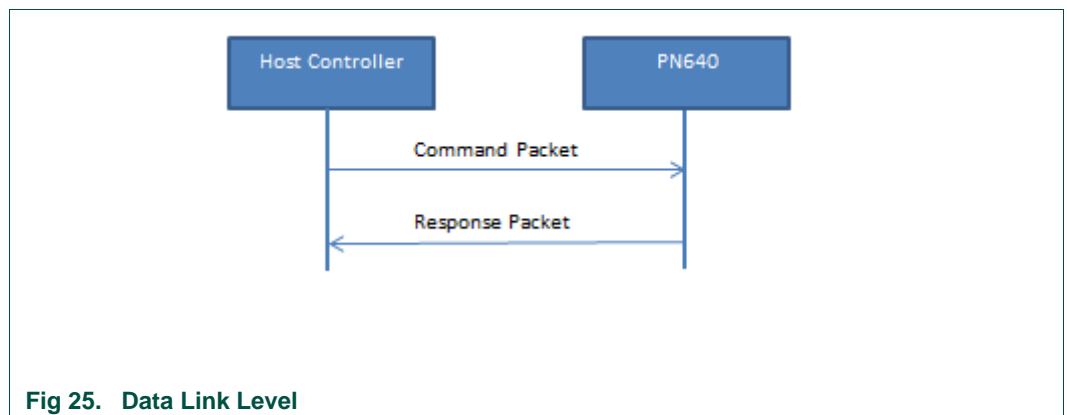 Host Controller
PN640
Command Packet
Response Packet
Fig 25. Data Link Level